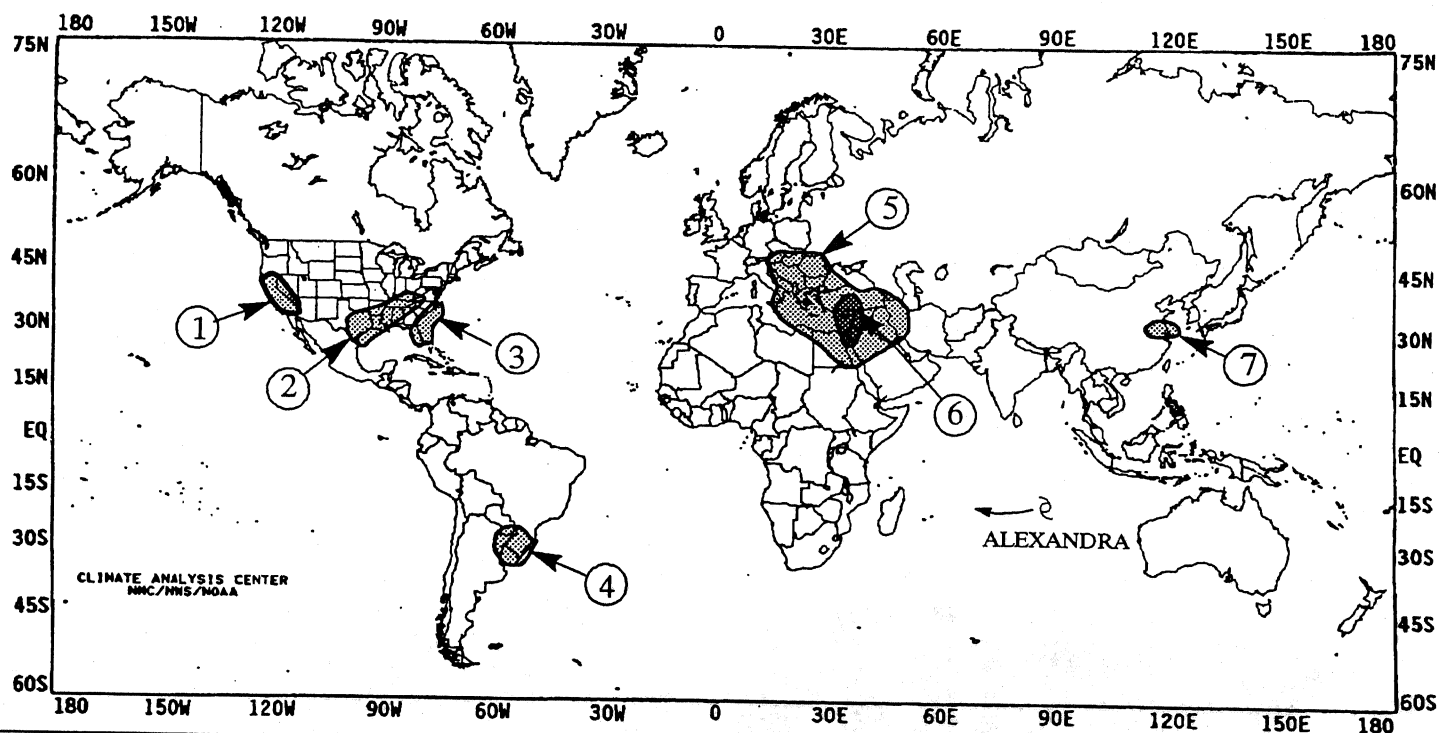 180 150W 120W 90W 60W 30W 0 30E 60E 90E 120E 150E 180
75N 75N
60N 60N
45N 45N
30N 30N
15N 15N
EQ EQ
15S 15S
30S 30S
45S 45S
60S 60S
1
2
3
4
5
6
7
ALEXANDRA
CLIMATE ANALYSIS CENTER
NMC/NWS/NOAA
180 150W 120W 90W 60W 30W 0 30E 60E 90E 120E 150E 180